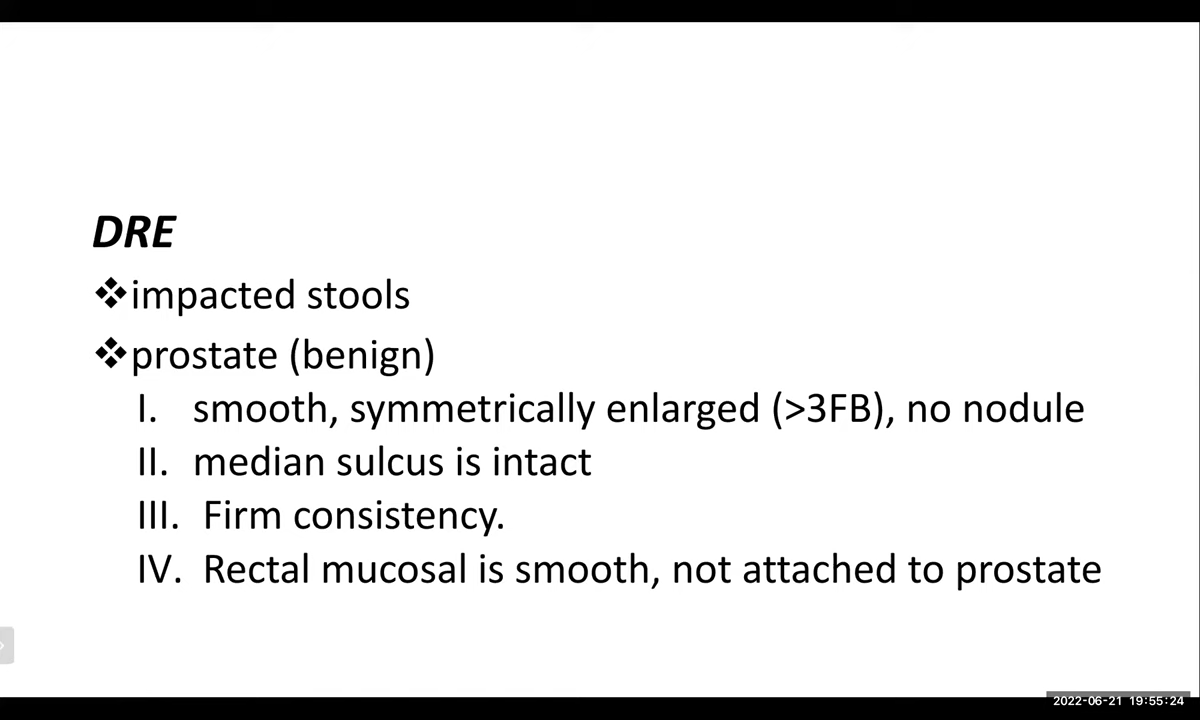 DRE
❖impacted stools
❖prostate (benign)
I. smooth, symmetrically enlarged (>3FB), no nodule
II. median sulcus is intact
III. Firm consistency.
IV. Rectal mucosal is smooth, not attached to prostate
2022-06-21 19:55:24